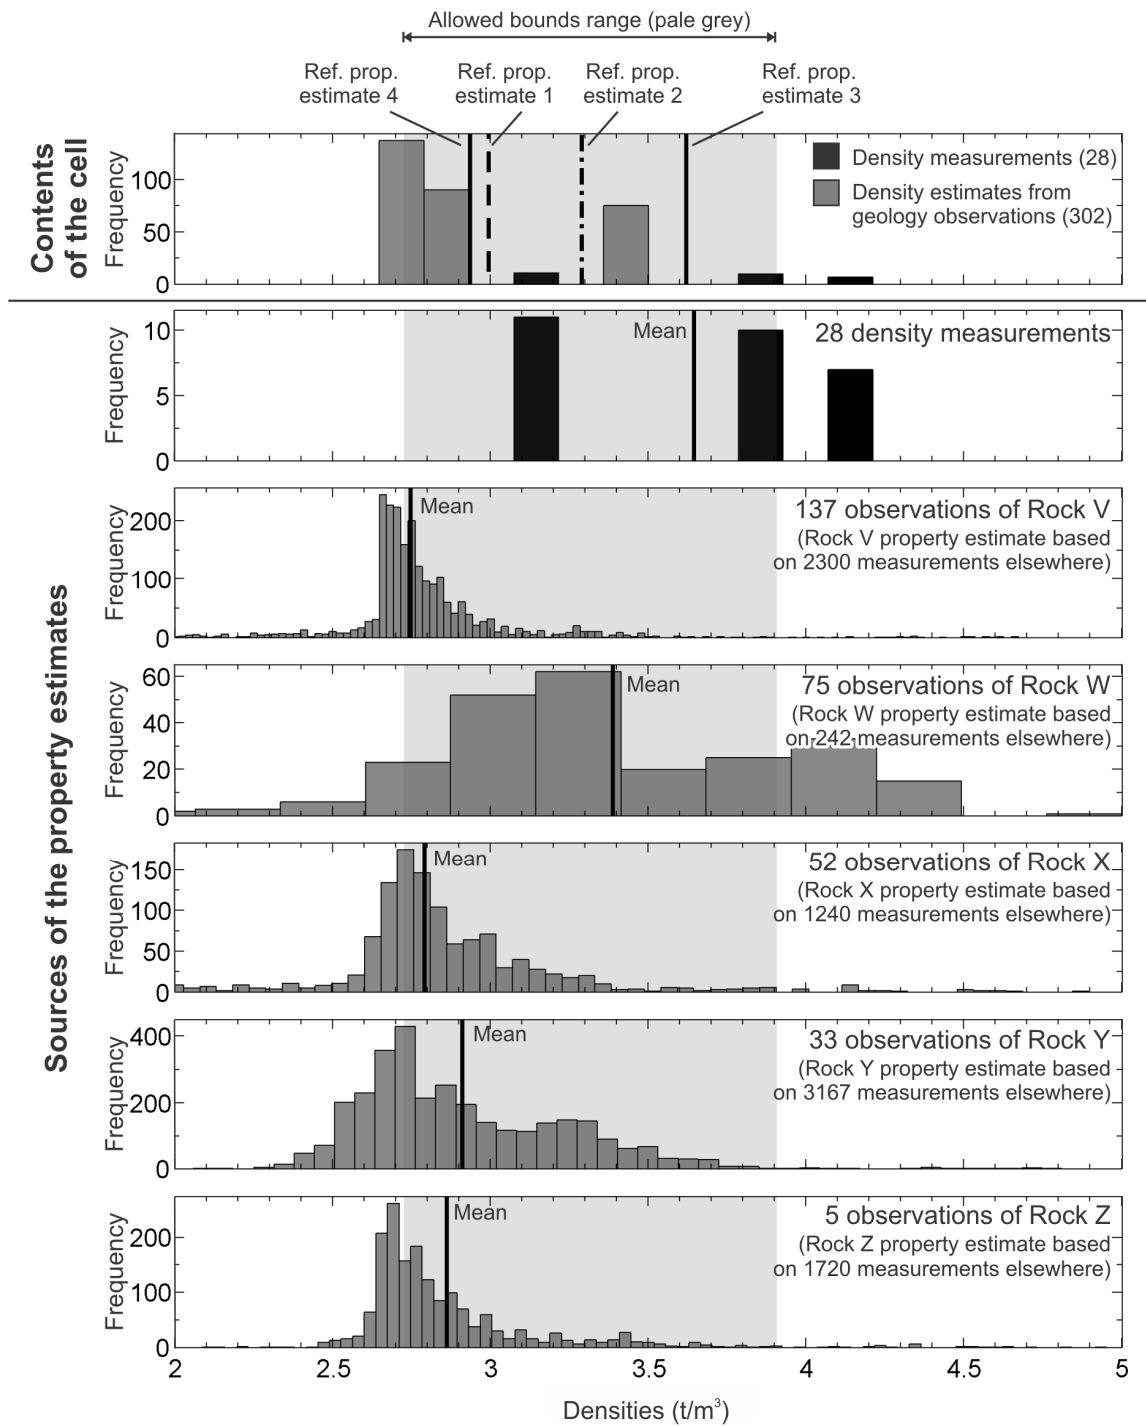 Allowed bounds range (pale grey)
Ref. prop.
estimate 4
Ref. prop.
estimate 1
Ref. prop.
estimate 2
Ref. prop.
estimate 3
Contents
of the cell
Frequency
100
50
0
Density measurements (28)
Density estimates from
geology observations (302)
Sources of the property estimates
Frequency
10
5
0
Mean
28 density measurements
Frequency
200
100
0
Mean
137 observations of Rock V
(Rock V property estimate based
on 2300 measurements elsewhere)
Frequency
60
40
20
0
Mean
75 observations of Rock W
(Rock W property estimate based
on 242 measurements elsewhere)
Frequency
150
100
50
0
Mean
52 observations of Rock X
(Rock X property estimate based
on 1240 measurements elsewhere)
Frequency
400
200
0
Mean
33 observations of Rock Y
(Rock Y property estimate based
on 3167 measurements elsewhere)
Frequency
200
100
0
Mean
5 observations of Rock Z
(Rock Z property estimate based
on 1720 measurements elsewhere)
2 2.5 3 3.5 4 4.5 5
Densities (t/m³)